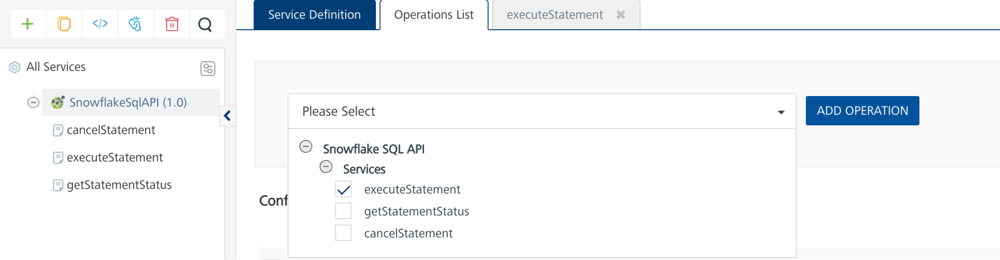 Service Definition
Operations List
executeStatement
All Services
SnowflakeSqlAPI (1.0)
cancelStatement
executeStatement
getStatementStatus
Please Select
ADD OPERATION
Snowflake SQL API
Services
executeStatement
getStatementStatus
cancelStatement
Conf